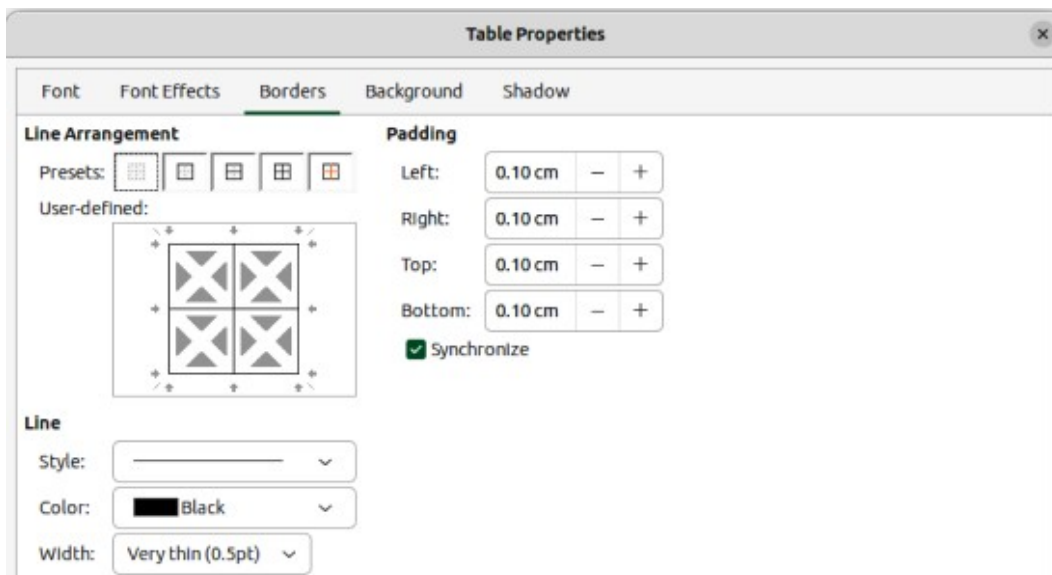 Table Properties
Font Font Effects Borders Background Shadow
Line Arrangement
Presets:
User-defined:
Padding
Left: 0.10 cm
Right: 0.10 cm
Top: 0.10 cm
Bottom: 0.10 cm
Synchronize
Line
Style:
Color: Black
Width: Very thin (0.5pt)